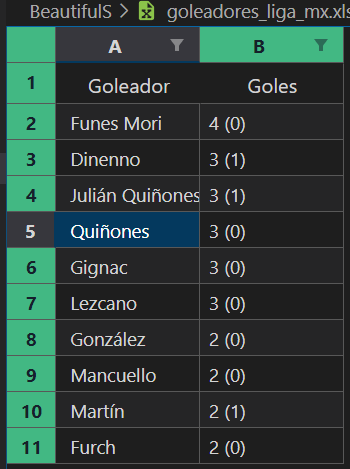 BeautifulS > goleadores_liga_mx.xls
A B
1 Goleador Goles
2 Funes Mori 4 (0)
3 Dinenno 3 (1)
4 Julián Quiñones 3 (1)
5 Quiñones 3 (0)
6 Gignac 3 (0)
7 Lezcano 3 (0)
8 González 2 (0)
9 Mancuello 2 (0)
10 Martín 2 (1)
11 Furch 2 (0)